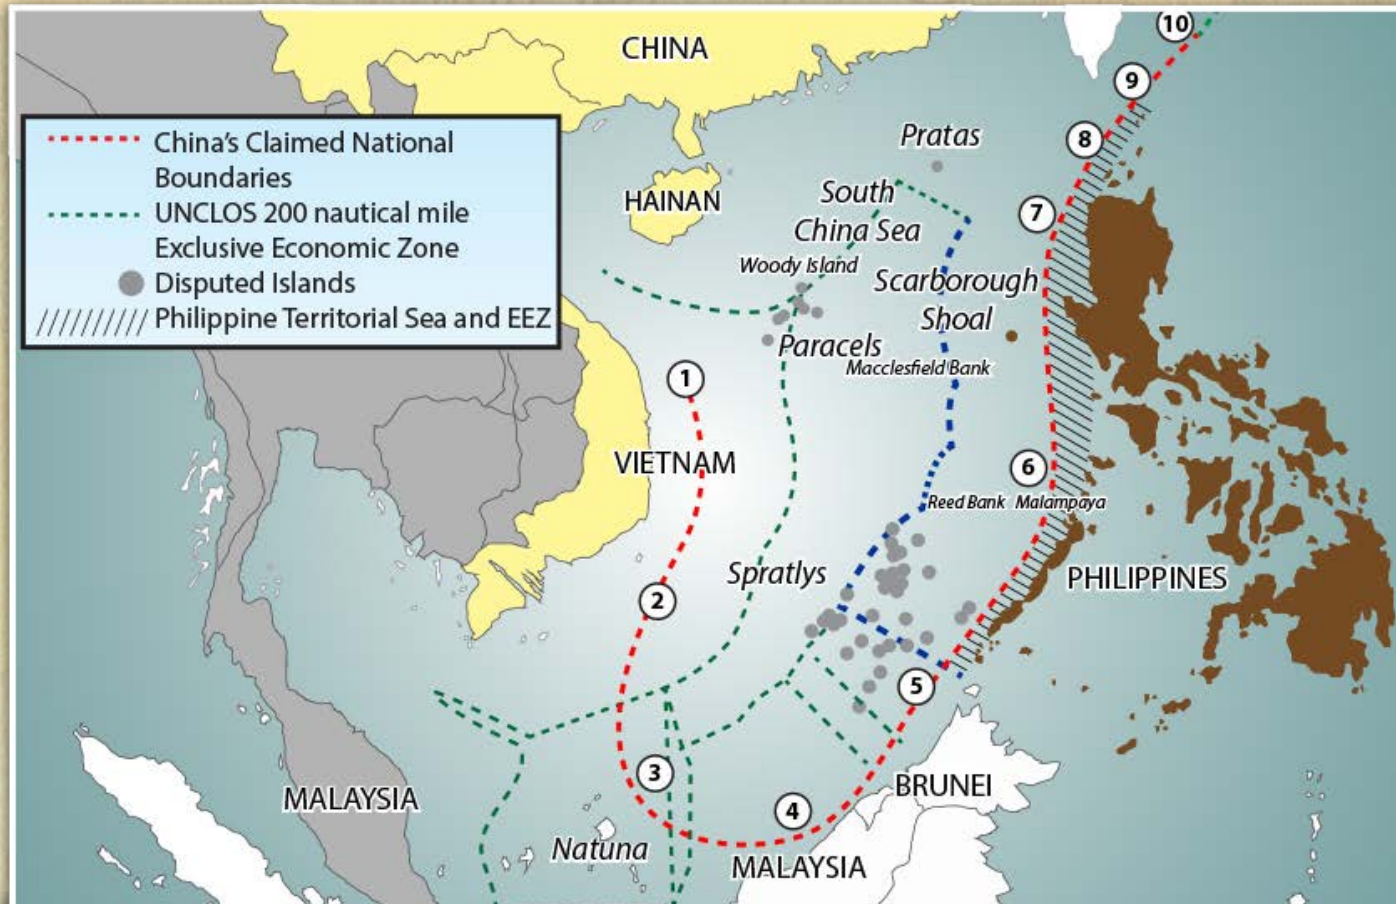 10
CHINA
9
China's Claimed National
Boundaries
UNCLOS 200 nautical mile
Exclusive Economic Zone
Disputed Islands
Philippine Territorial Sea and EEZ
Pratas
8
HAINAN
South
China Sea
7
Woody Island
Scarborough
Shoal
Paracels
Macclesfield Bank
1
VIETNAM
6
Reed Bank Malampaya
Spratlys
PHILIPPINES
2
5
3
BRUNEI
MALAYSIA
4
Natuna
MALAYSIA